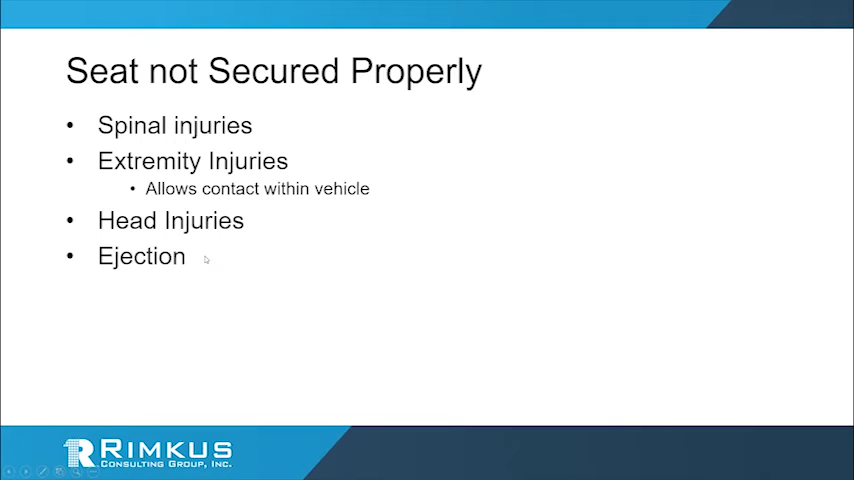 Seat not Secured Properly
• Spinal injuries
• Extremity Injuries
• Allows contact within vehicle
• Head Injuries
• Ejection
RIMKUS
CONSULTING GROUP, INC.